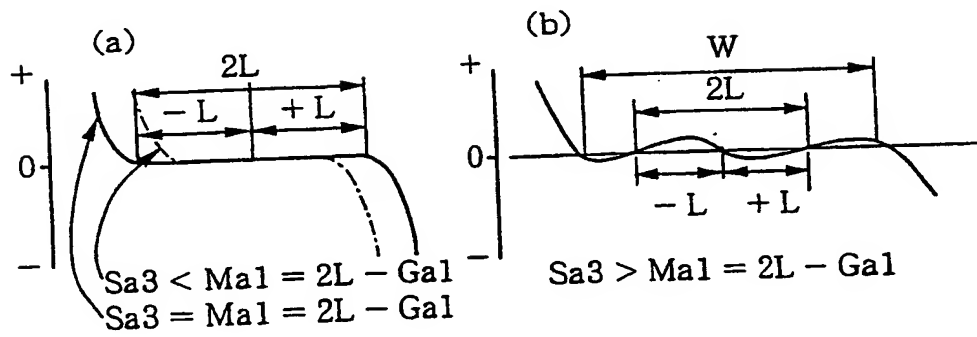 (a)
2L
+
− L
+ L
0
−
Sa3 < Ma1 = 2L − Ga1
Sa3 = Ma1 = 2L − Ga1
(b)
W
+
2L
0
− L
+ L
−
Sa3 > Ma1 = 2L − Ga1